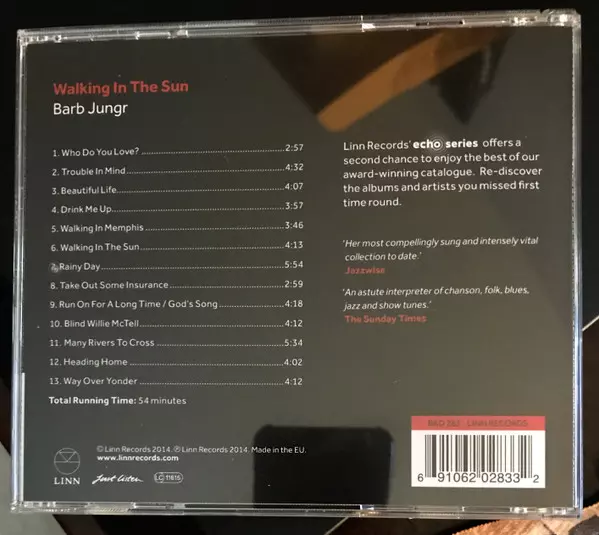 Walking In The Sun
Barb Jungr
1. Who Do You Love? 2:57
2. Trouble In Mind 4:32
3. Beautiful Life 4:07
4. Drink Me Up 3:57
5. Walking In Memphis 3:46
6. Walking In The Sun 4:13
7. Rainy Day 5:54
8. Take Out Some Insurance 2:59
9. Run On For A Long Time / God's Song 4:18
10. Blind Willie McTell 4:12
11. Many Rivers To Cross 5:34
12. Heading Home 4:02
13. Way Over Yonder 4:12
Total Running Time: 54 minutes
Linn Records' echo series offers a
second chance to enjoy the best of our
award-winning catalogue. Re-discover
the albums and artists you missed first
time round.
'Her most compellingly sung and intensely vital
collection to date.'
Jazzwise
'An astute interpreter of chanson, folk, blues,
jazz and show tunes.'
The Sunday Times
© Linn Records 2014. ℗ Linn Records 2014. Made in the EU.
www.linnrecords.com
LINN
Just listen
LC 11615
LINN RECORDS
6 91062 02833 2